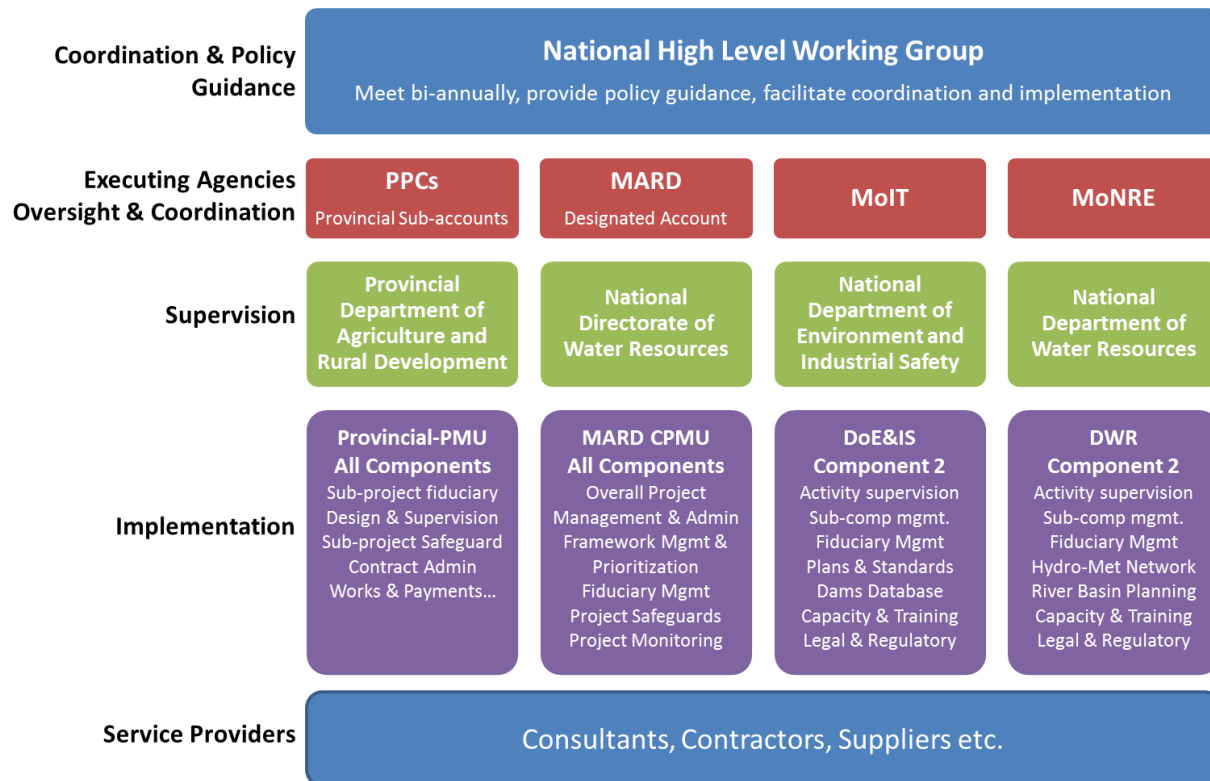 Coordination & Policy
Guidance
National High Level Working Group
Meet bi-annually, provide policy guidance, facilitate coordination and implementation
Executing Agencies
Oversight & Coordination
PPCs
Provincial Sub-accounts
MARD
Designated Account
MoIT
MoNRE
Supervision
Provincial
Department of
Agriculture and
Rural Development
National
Directorate of
Water Resources
National
Department of
Environment and
Industrial Safety
National
Department of
Water Resources
Implementation
Provincial-PMU
All Components
Sub-project fiduciary
Design & Supervision
Sub-project Safeguard
Contract Admin
Works & Payments...
MARD CPMU
All Components
Overall Project
Management & Admin
Framework Mgmt &
Prioritization
Fiduciary Mgmt
Project Safeguards
Project Monitoring
DoE&IS
Component 2
Activity supervision
Sub-comp mgmt.
Fiduciary Mgmt
Plans & Standards
Dams Database
Capacity & Training
Legal & Regulatory
DWR
Component 2
Activity supervision
Sub-comp mgmt.
Fiduciary Mgmt
Hydro-Met Network
River Basin Planning
Capacity & Training
Legal & Regulatory
Service Providers
Consultants, Contractors, Suppliers etc.